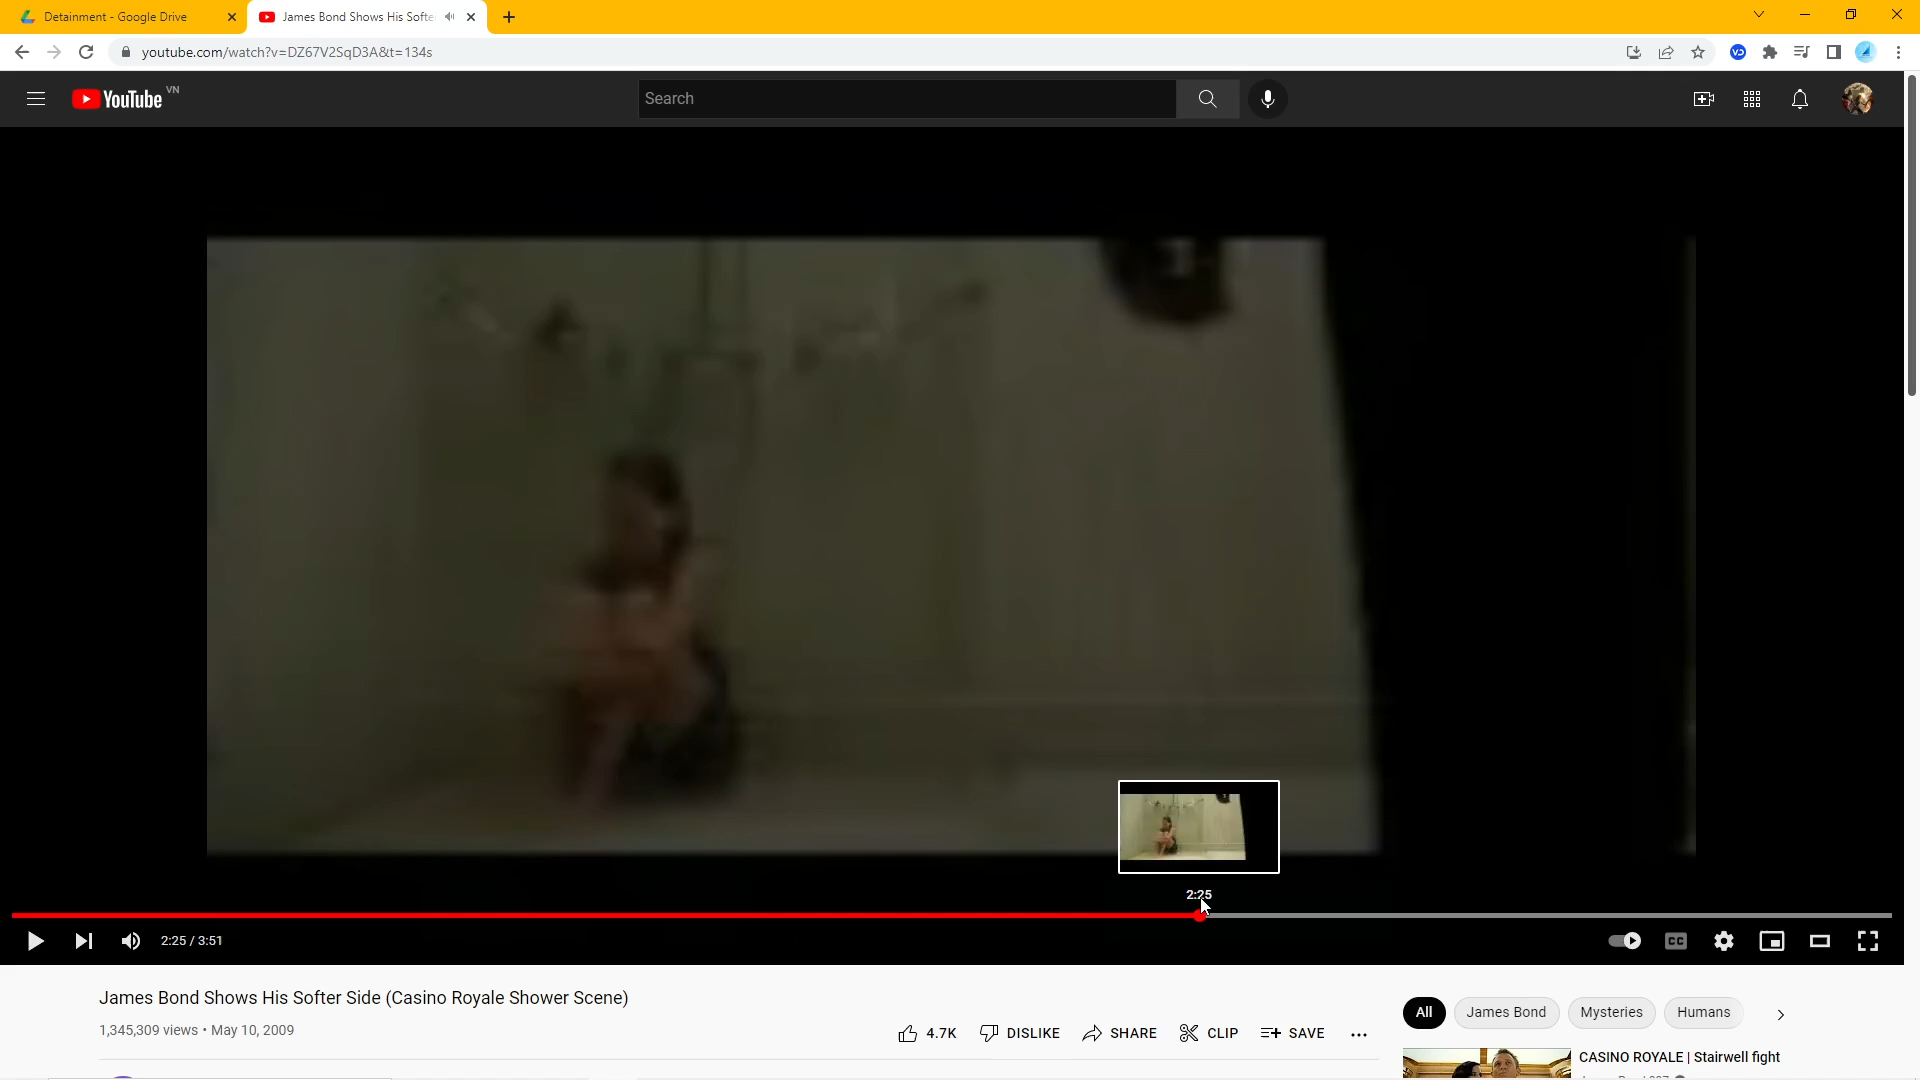 Detainment - Google Drive
James Bond Shows His Softe
youtube.com/watch?v=DZ67V2SqD3A&t=134s
YouTube VN
Search
2:25
2:25 / 3:51
CC
James Bond Shows His Softer Side (Casino Royale Shower Scene)
1,345,309 views • May 10, 2009
4.7K DISLIKE SHARE CLIP SAVE
All James Bond Mysteries Humans
CASINO ROYALE | Stairwell fight